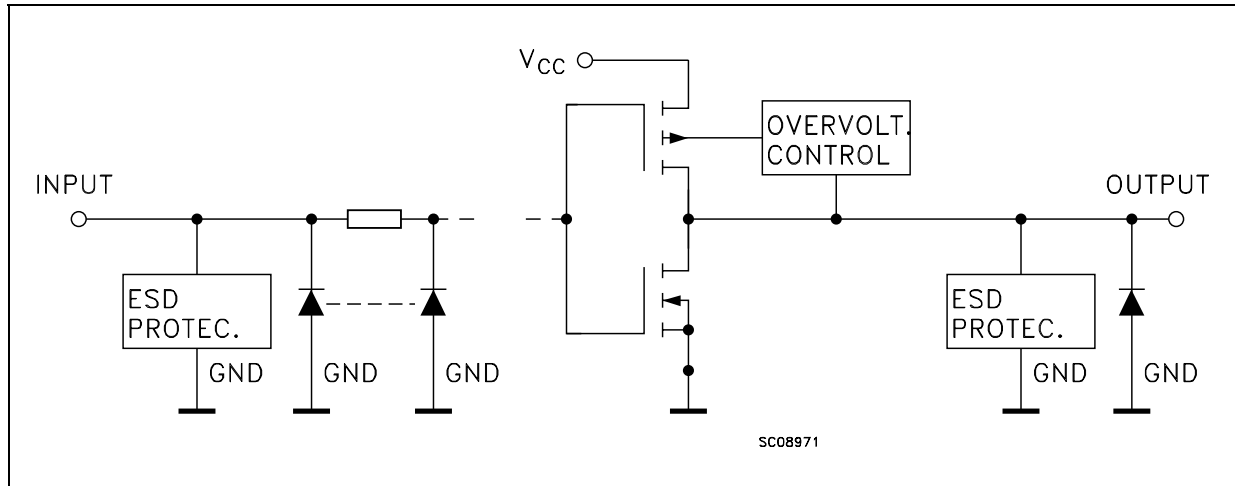 VCC
OVERVOLT.
CONTROL
INPUT
OUTPUT
ESD
PROTEC.
GND
GND
GND
ESD
PROTEC.
GND
GND
SC08971